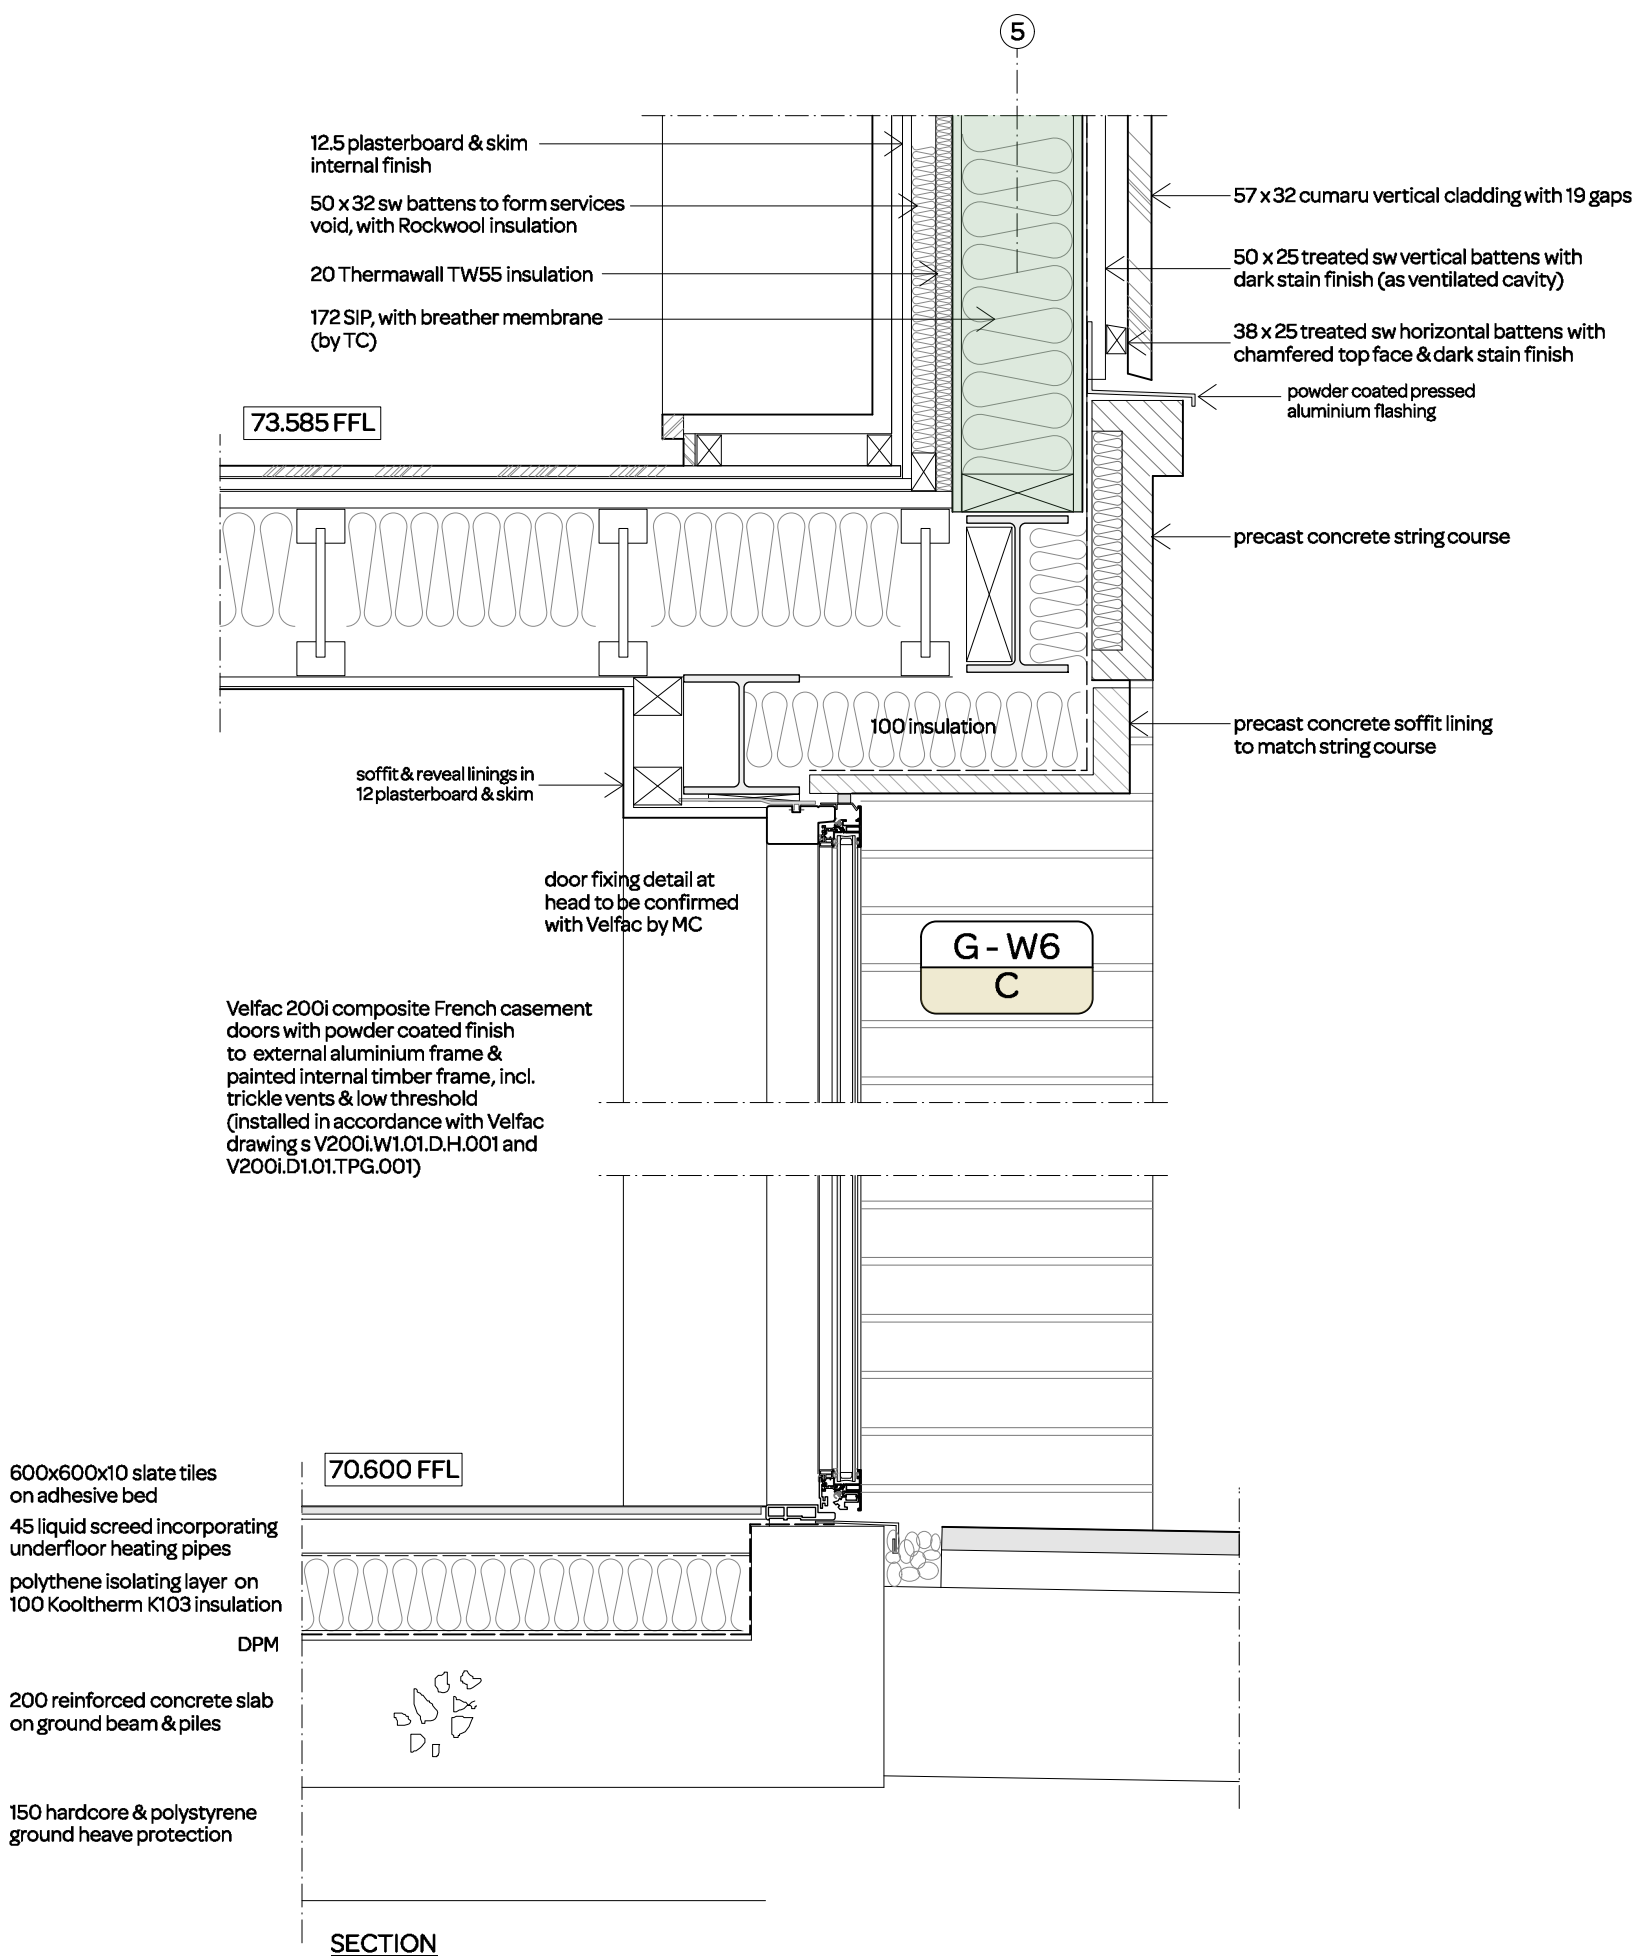 5
12.5 plasterboard & skim
internal finish
50 x 32 sw battens to form services
void, with Rockwool insulation
20 Thermawall TW55 insulation
172 SIP, with breather membrane
(by TC)
57 x 32 cumaru vertical cladding with 19 gaps
50 x 25 treated sw vertical battens with
dark stain finish (as ventilated cavity)
38 x 25 treated sw horizontal battens with
chamfered top face & dark stain finish
powder coated pressed
aluminium flashing
73.585 FFL
precast concrete string course
100 insulation
precast concrete soffit lining
to match string course
soffit & reveal linings in
12 plasterboard & skim
door fixing detail at
head to be confirmed
with Velfac by MC
G - W6
C
Velfac 200i composite French casement
doors with powder coated finish
to external aluminium frame &
painted internal timber frame, incl.
trickle vents & low threshold
(installed in accordance with Velfac
drawing s V200i.W1.01.D.H.001 and
V200i.D1.01.TPG.001)
70.600 FFL
600x600x10 slate tiles
on adhesive bed
45 liquid screed incorporating
underfloor heating pipes
polythene isolating layer on
100 Kooltherm K103 insulation
DPM
200 reinforced concrete slab
on ground beam & piles
150 hardcore & polystyrene
ground heave protection
SECTION